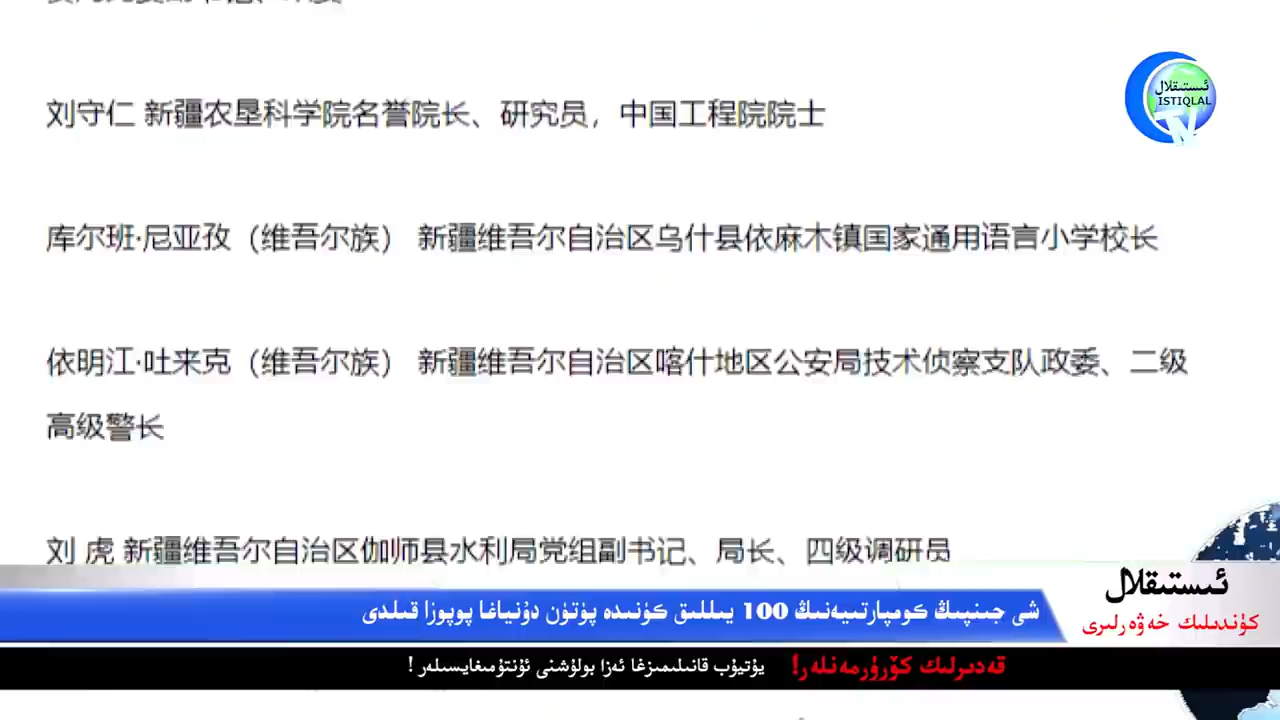 刘守仁 新疆农垦科学院名誉院长、研究员，中国工程院院士
ئىستىقلال
ISTIQLAL
TV
库尔班·尼亚孜（维吾尔族） 新疆维吾尔自治区乌什县依麻木镇国家通用语言小学校长
依明江·吐来克（维吾尔族） 新疆维吾尔自治区喀什地区公安局技术侦察支队政委、二级
高级警长
刘 虎 新疆维吾尔自治区伽师县水利局党组副书记、局长、四级调研员
ئىستىقلال
كۈندىلىك خەۋەرلىرى
شى جىنپىڭ كومپارتىيەنىڭ 100 يىللىق كۈنىدە پۈتۈن دۇنياغا پوپوزا قىلدى
قەدىرلىك كۆرۈرمەنلەر! يۇتيۇب قانىلىمىزغا ئەزا بولۇشنى ئۇنتۇمىغايسىلەر !